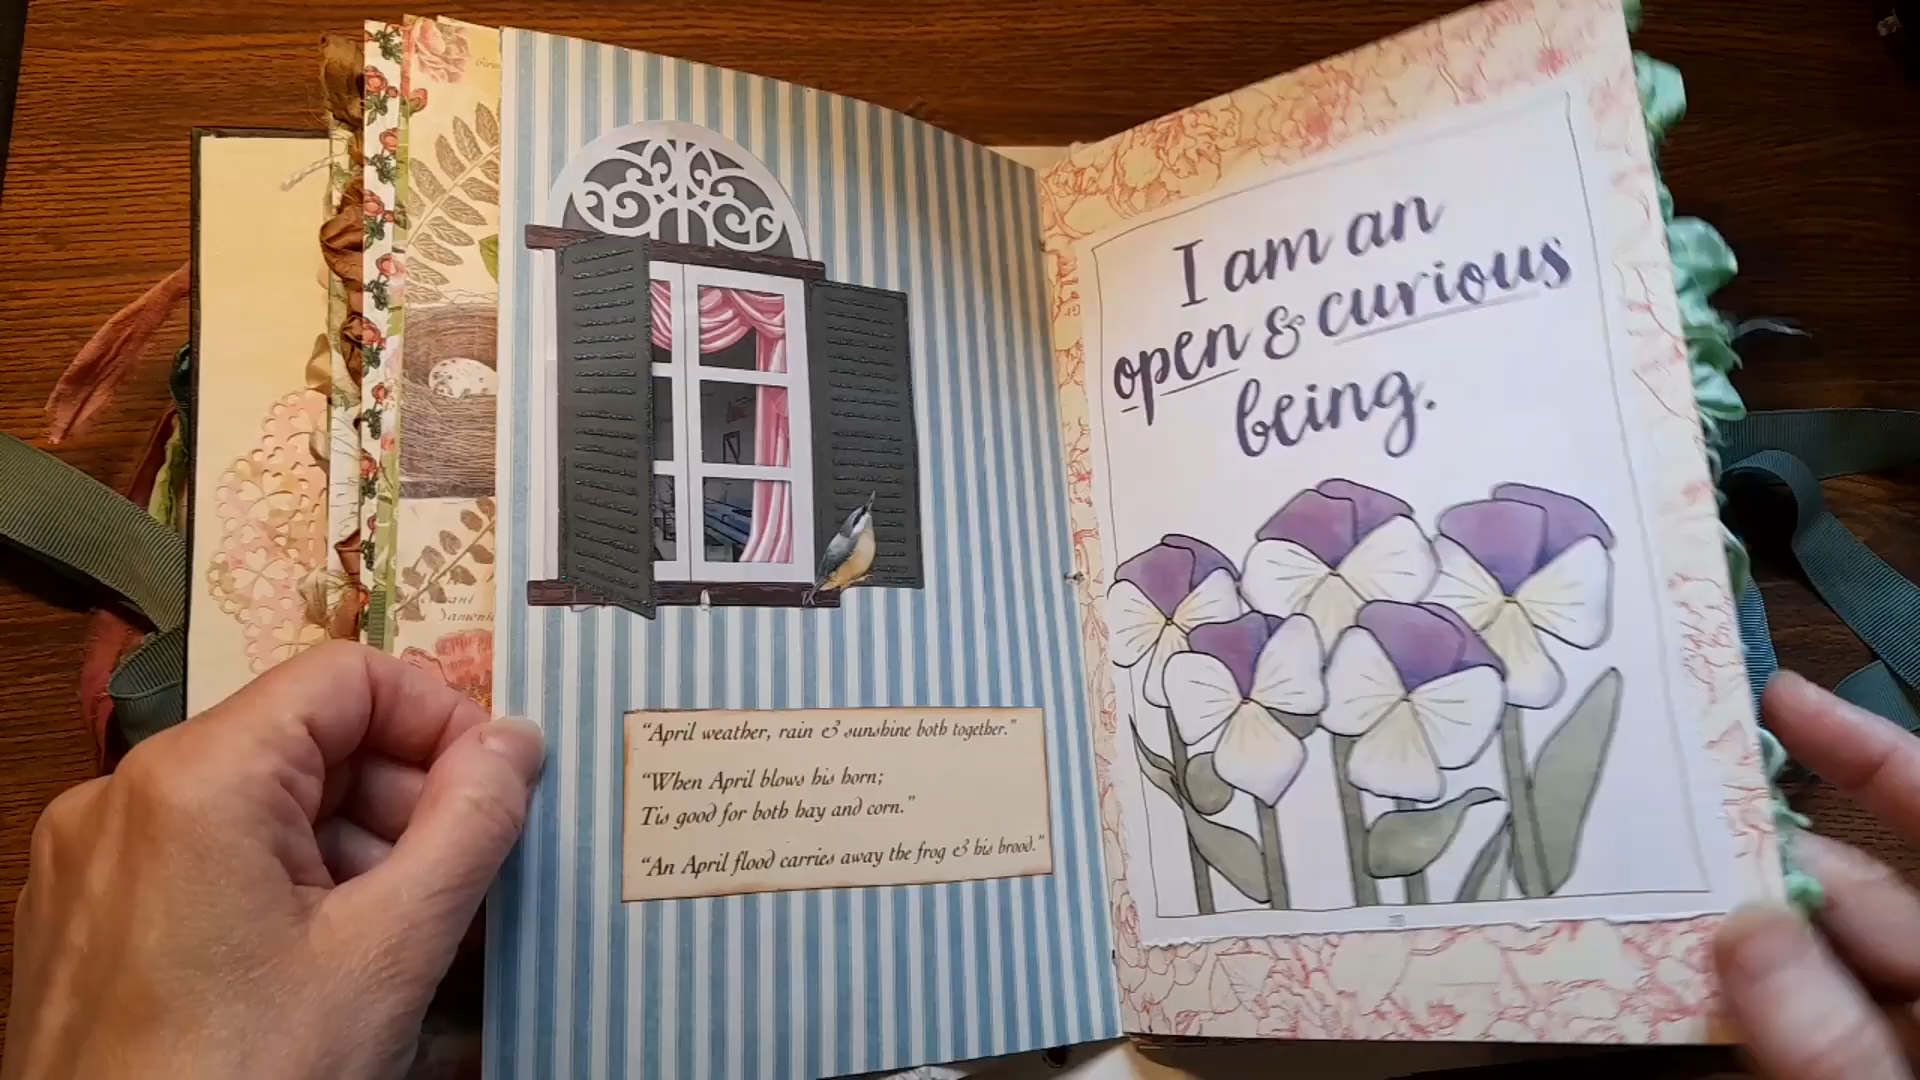 “April weather, rain & sunshine both together.”
“When April blows his horn;
Tis good for both hay and corn.”
“An April flood carries away the frog & his brood.”
I am an
open & curious
being.